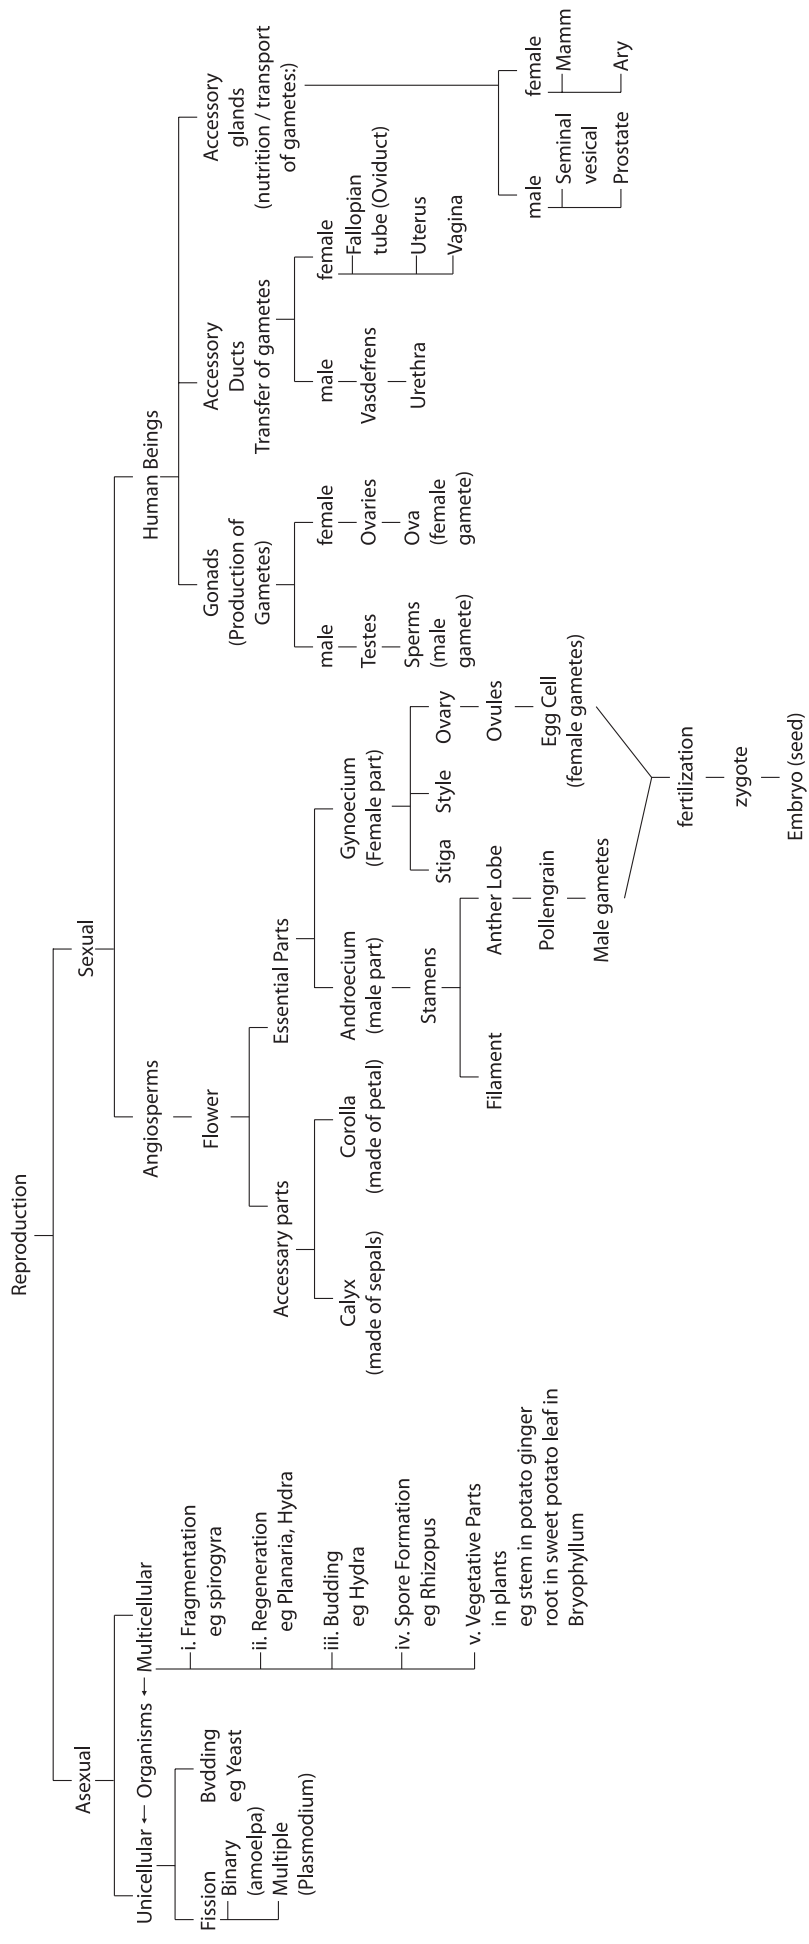 Reproduction
Asexual
Unicellular ← Organisms ← Multicellular
Fission
Binary
(amoelpa)
Multiple
(Plasmodium)
Bvdding
eg Yeast
i. Fragmentation
eg spirogyra
ii. Regeneration
eg Planaria, Hydra
iii. Budding
eg Hydra
iv. Spore Formation
eg Rhizopus
v. Vegetative Parts
in plants
eg stem in potato ginger
root in sweet potato leaf in
Bryophyllum
Sexual
Angiosperms
Flower
Accessary parts
Calyx
(made of sepals)
Corolla
(made of petal)
Essential Parts
Androecium
(male part)
Stamens
Filament
Anther Lobe
Pollengrain
Male gametes
Gynoecium
(Female part)
Stiga
Style
Ovary
Ovules
Egg Cell
(female gametes)
fertilization
zygote
Embryo (seed)
Human Beings
Gonads
(Production of
Gametes)
male
Testes
Sperms
(male
gamete)
female
Ovaries
Ova
(female
gamete)
Accessory
Ducts
Transfer of gametes
male
Vasdefrens
Urethra
female
Fallopian
tube (Oviduct)
Uterus
Vagina
Accessory
glands
(nutrition / transport
of gametes:)
male
Seminal
vesical
Prostate
female
Mamm
Ary